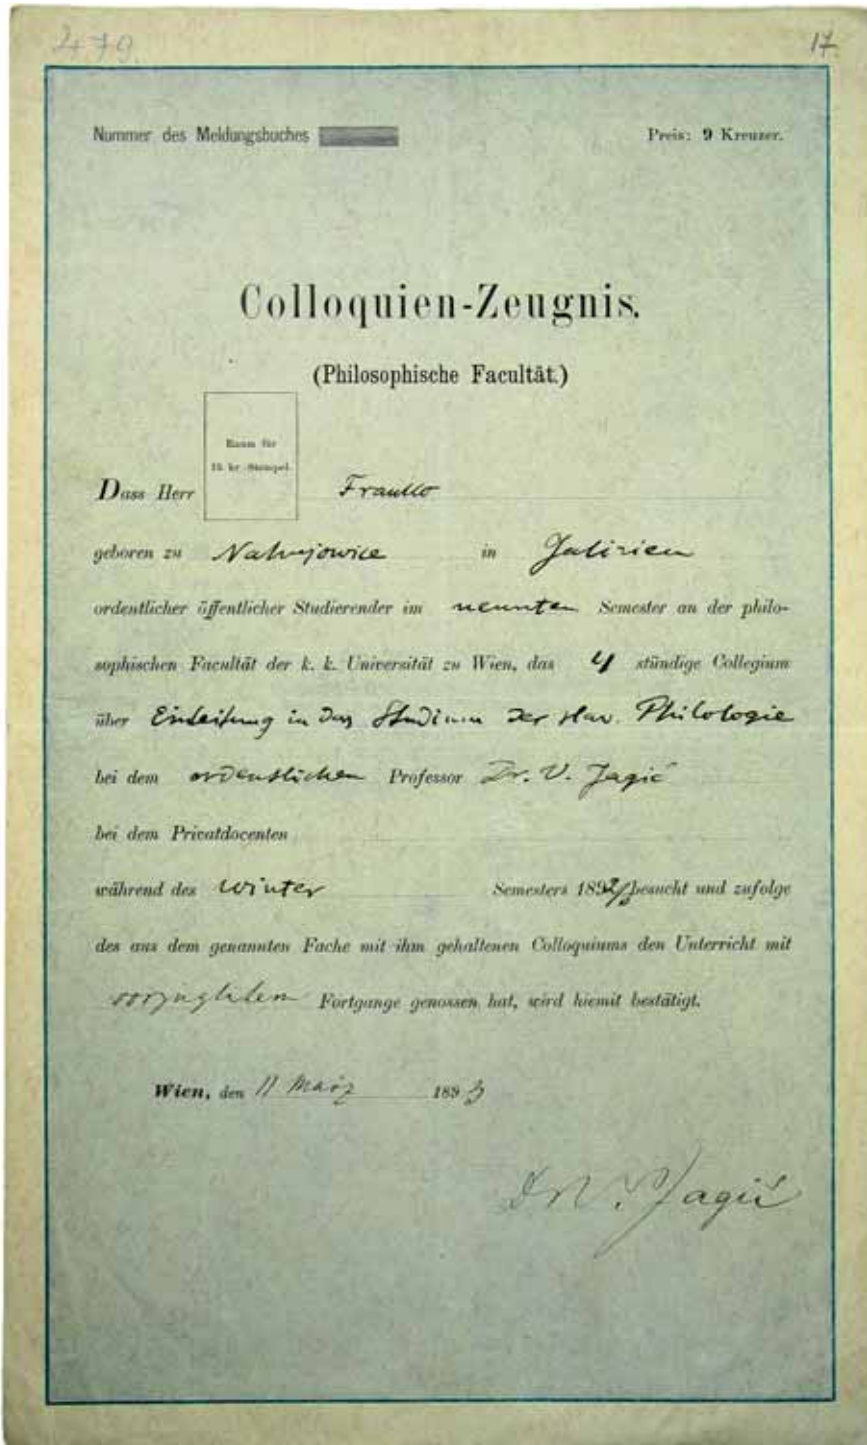 479.
17
Nummer des Meldungsbuches
Preis: 9 Kreuzer.
Colloquien-Zeugnis.
(Philosophische Facultät.)
Raum für
15 kr.-Stempel.
Dass Herr Franko
geboren zu Nahujowice in Galizien
ordentlicher öffentlicher Studierender im neunten Semester an der philo-
sophischen Facultät der k. k. Universität zu Wien, das 4 stündige Collegium
über Einleitung in das Studium der slav. Philologie
bei dem ordentlichen Professor Dr. V. Jagić
bei dem Privatdocenten
während des Winter Semesters 1892/3 besucht und zufolge
des aus dem genannten Fache mit ihm gehaltenen Colloquiums den Unterricht mit
Fortgange genossen hat, wird hiemit bestätigt.
Wien, den 11 März 1893
Dr V. Jagić